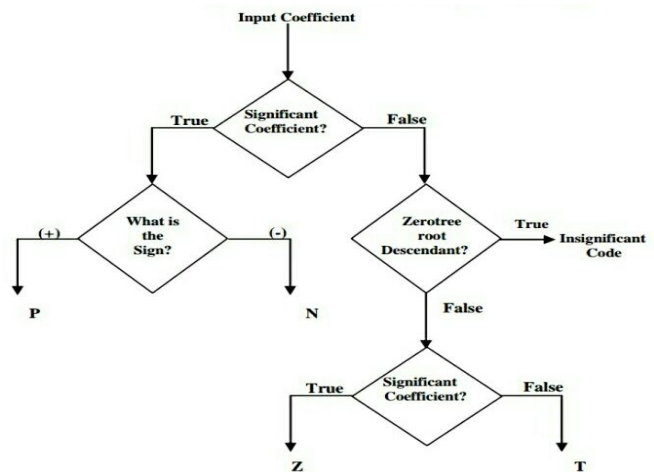 Input Coefficient
Significant
Coefficient?
True
False
What is
the
Sign?
(+)
(-)
P
N
Zerotree
root
Descendant?
True
Insignificant
Code
False
Significant
Coefficient?
True
False
Z
T